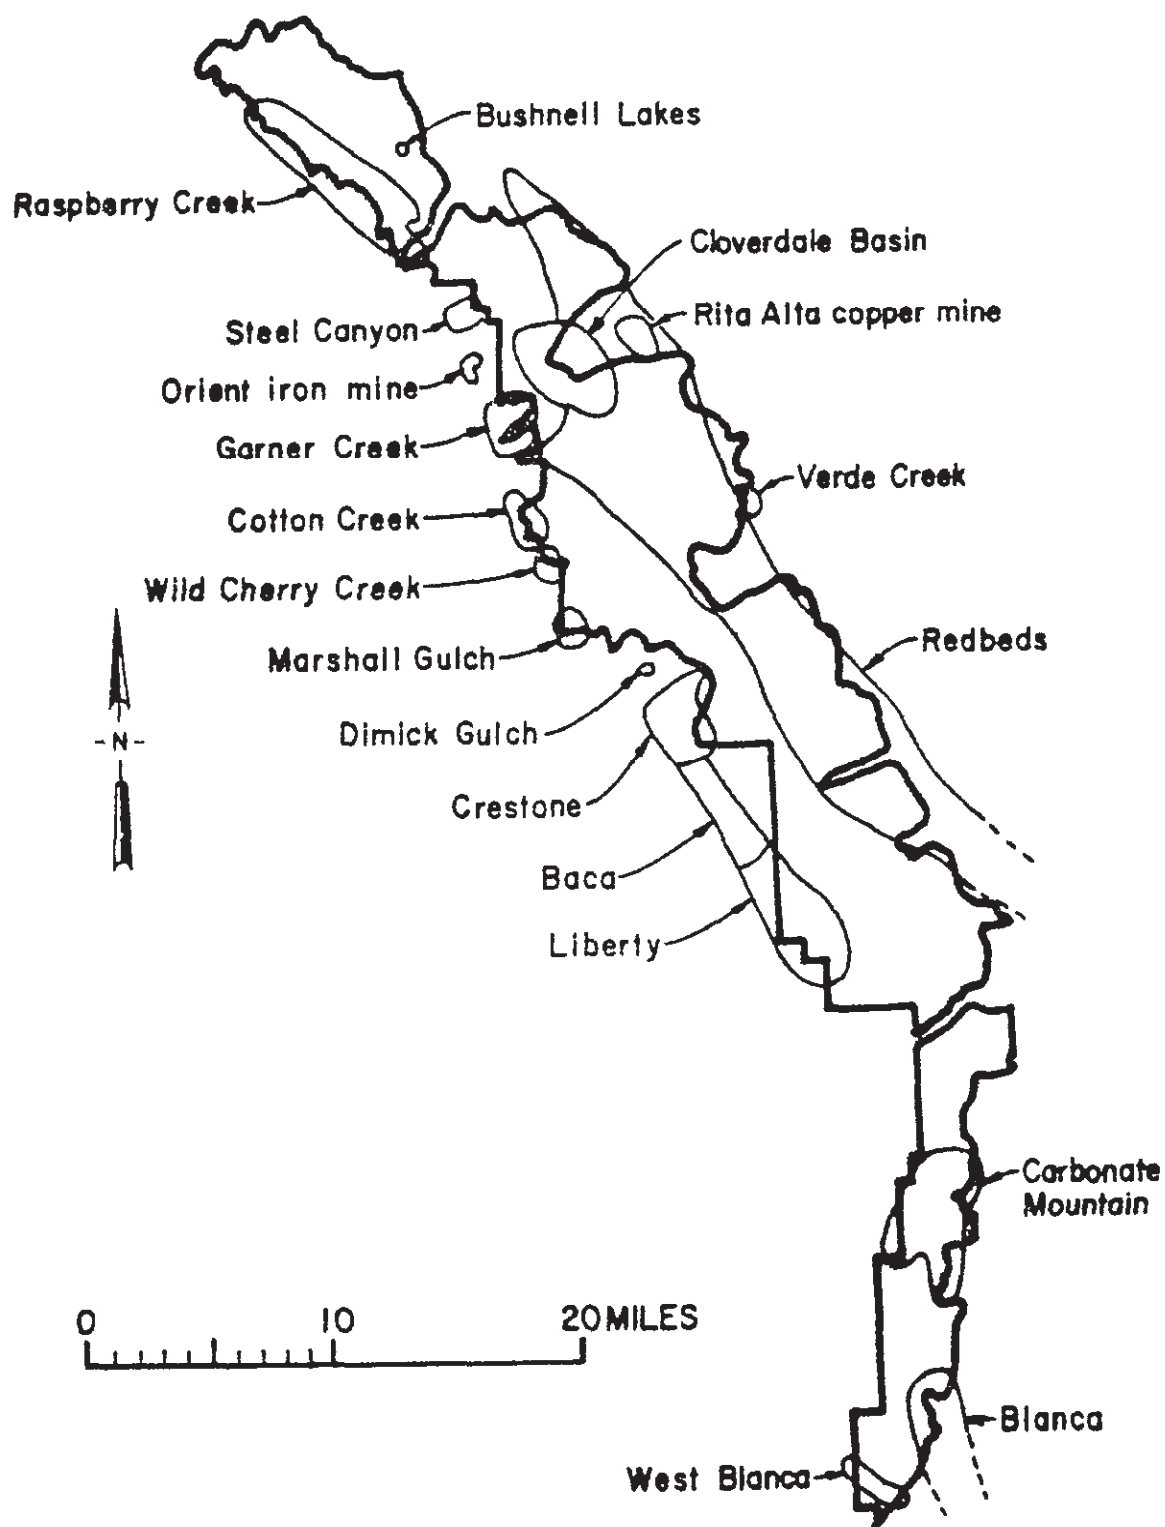 Bushnell Lakes
Raspberry Creek
Cloverdale Basin
Rita Alta copper mine
Steel Canyon
Orient iron mine
Garner Creek
Verde Creek
Cotton Creek
Wild Cherry Creek
Redbeds
Marshall Gulch
Dimick Gulch
-N-
Crestone
Baca
Liberty
Carbonate
Mountain
0 10 20 MILES
Blanca
West Blanca